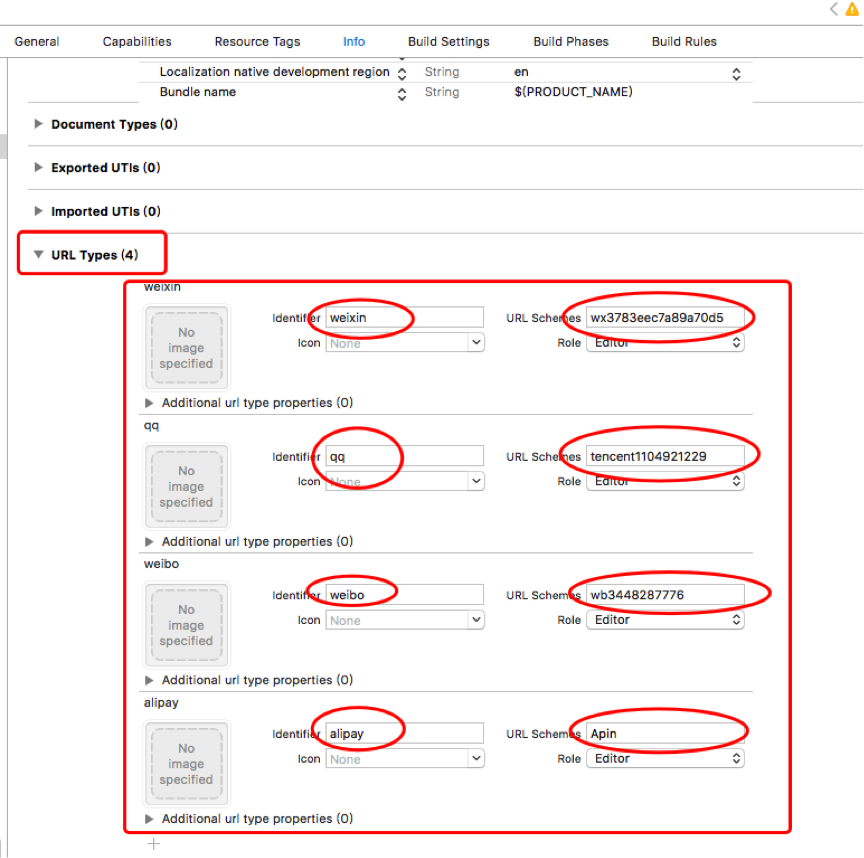 General Capabilities Resource Tags Info Build Settings Build Phases Build Rules
Localization native development region String en
Bundle name String $(PRODUCT_NAME)
Document Types (0)
Exported UTIs (0)
Imported UTIs (0)
URL Types (4)
weixin
Identifier weixin URL Schemes wx3783eec7a89a70d5
No image specified Icon None Role Editor
Additional url type properties (0)
qq
Identifier qq URL Schemes tencent1104921229
No image specified Icon None Role Editor
Additional url type properties (0)
weibo
Identifier weibo URL Schemes wb3448287776
No image specified Icon None Role Editor
Additional url type properties (0)
alipay
Identifier alipay URL Schemes Apin
No image specified Icon None Role Editor
Additional url type properties (0)